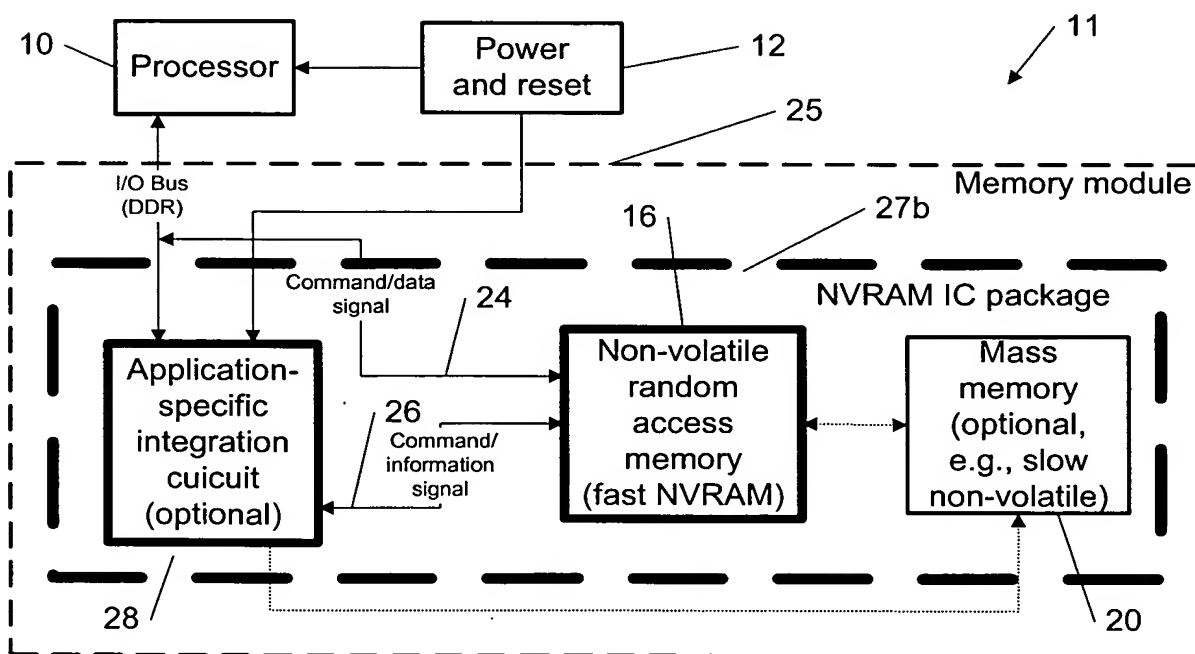 10
Processor
Power
and reset
12
11
25
I/O Bus
(DDR)
Memory module
16
27b
Command/data
signal
24
NVRAM IC package
Application-
specific
integration
cuicuit
(optional)
26
Command/
information
signal
Non-volatile
random
access
memory
(fast NVRAM)
Mass
memory
(optional,
e.g., slow
non-volatile)
28
20